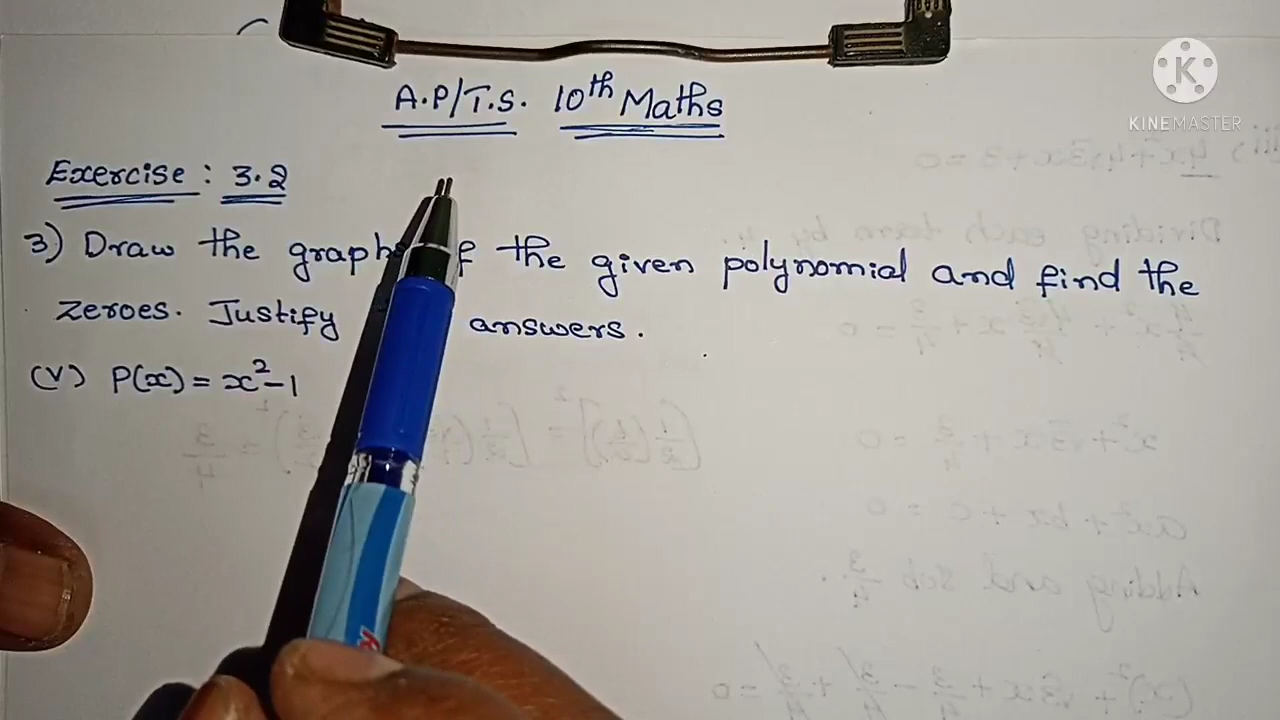 A.P/T.S. 10th Maths
K
KINEMASTER
Exercise : 3.2
3) Draw the graph of the given polynomial and find the
zeroes. Justify answers.
(v) P(x) = x²-1